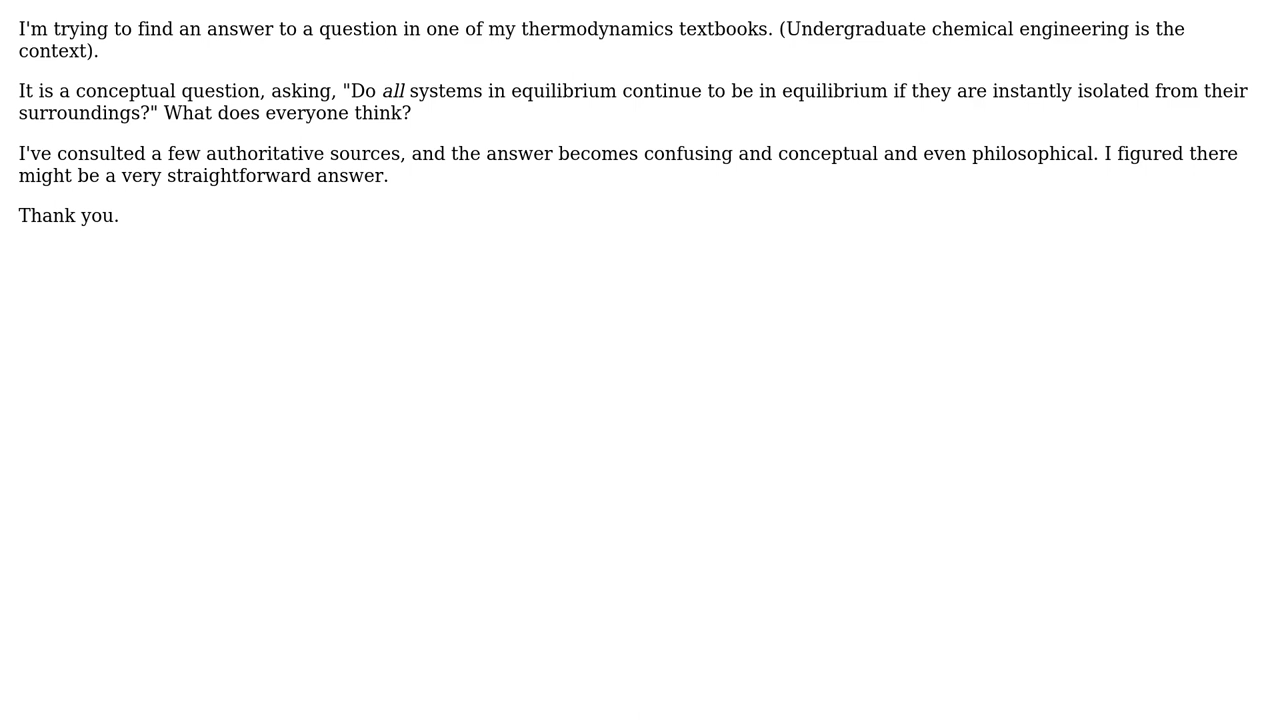 I'm trying to find an answer to a question in one of my thermodynamics textbooks. (Undergraduate chemical engineering is the
context).
It is a conceptual question, asking, "Do all systems in equilibrium continue to be in equilibrium if they are instantly isolated from their
surroundings?" What does everyone think?
I've consulted a few authoritative sources, and the answer becomes confusing and conceptual and even philosophical. I figured there
might be a very straightforward answer.
Thank you.